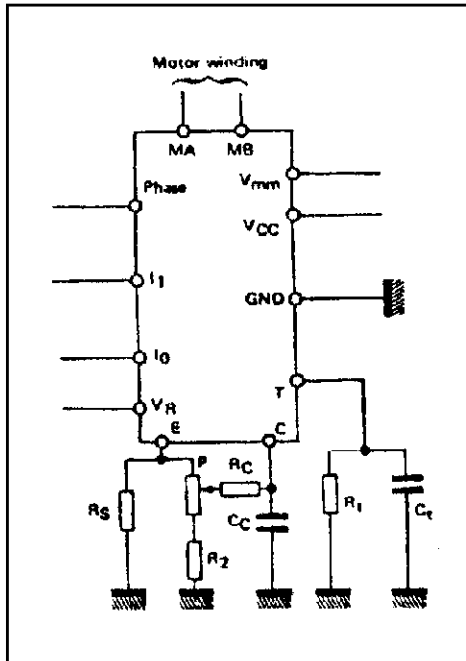 Motor winding
MA MB
Phase
Vmm
VCC
I1
GND
I0
T
VR
E C
P
RC
RS
CC
R2
R1
Ct